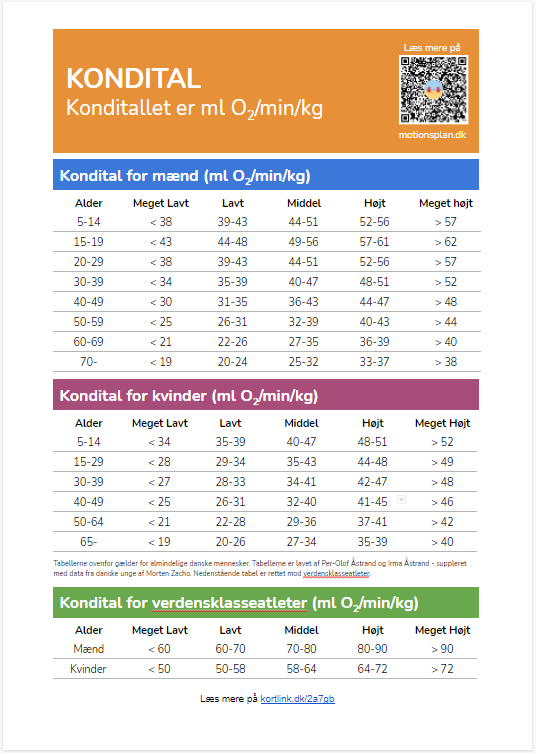 Læs mere på
KONDITAL
Konditallet er ml O2/min/kg
motionsplan.dk
Kondital for mænd (ml O2/min/kg)
Alder Meget Lavt Lavt Middel Højt Meget højt
5-14 < 38 39-43 44-51 52-56 > 57
15-19 < 43 44-48 49-56 57-61 > 62
20-29 < 38 39-43 44-51 52-56 > 57
30-39 < 34 35-39 40-47 48-51 > 52
40-49 < 30 31-35 36-43 44-47 > 48
50-59 < 25 26-31 32-39 40-43 > 44
60-69 < 21 22-26 27-35 36-39 > 40
70- < 19 20-24 25-32 33-37 > 38
Kondital for kvinder (ml O2/min/kg)
Alder Meget Lavt Lavt Middel Højt Meget Højt
5-14 < 34 35-39 40-47 48-51 > 52
15-29 < 28 29-34 35-43 44-48 > 49
30-39 < 27 28-33 34-41 42-47 > 48
40-49 < 25 26-31 32-40 41-45 > 46
50-64 < 21 22-28 29-36 37-41 > 42
65- < 19 20-26 27-34 35-39 > 40
Tabellerne ovenfor gælder for almindelige danske mennesker. Tabellerne er lavet af Per-Olof Åstrand og Irma Åstrand - suppleret
med data fra danske unge af Morten Zacho. Nedenstående tabel er rettet mod verdensklasseatleter.
Kondital for verdensklasseatleter (ml O2/min/kg)
Alder Meget Lavt Lavt Middel Højt Meget Højt
Mænd < 60 60-70 70-80 80-90 > 90
Kvinder < 50 50-58 58-64 64-72 > 72
Læs mere på kortlink.dk/2a7gb